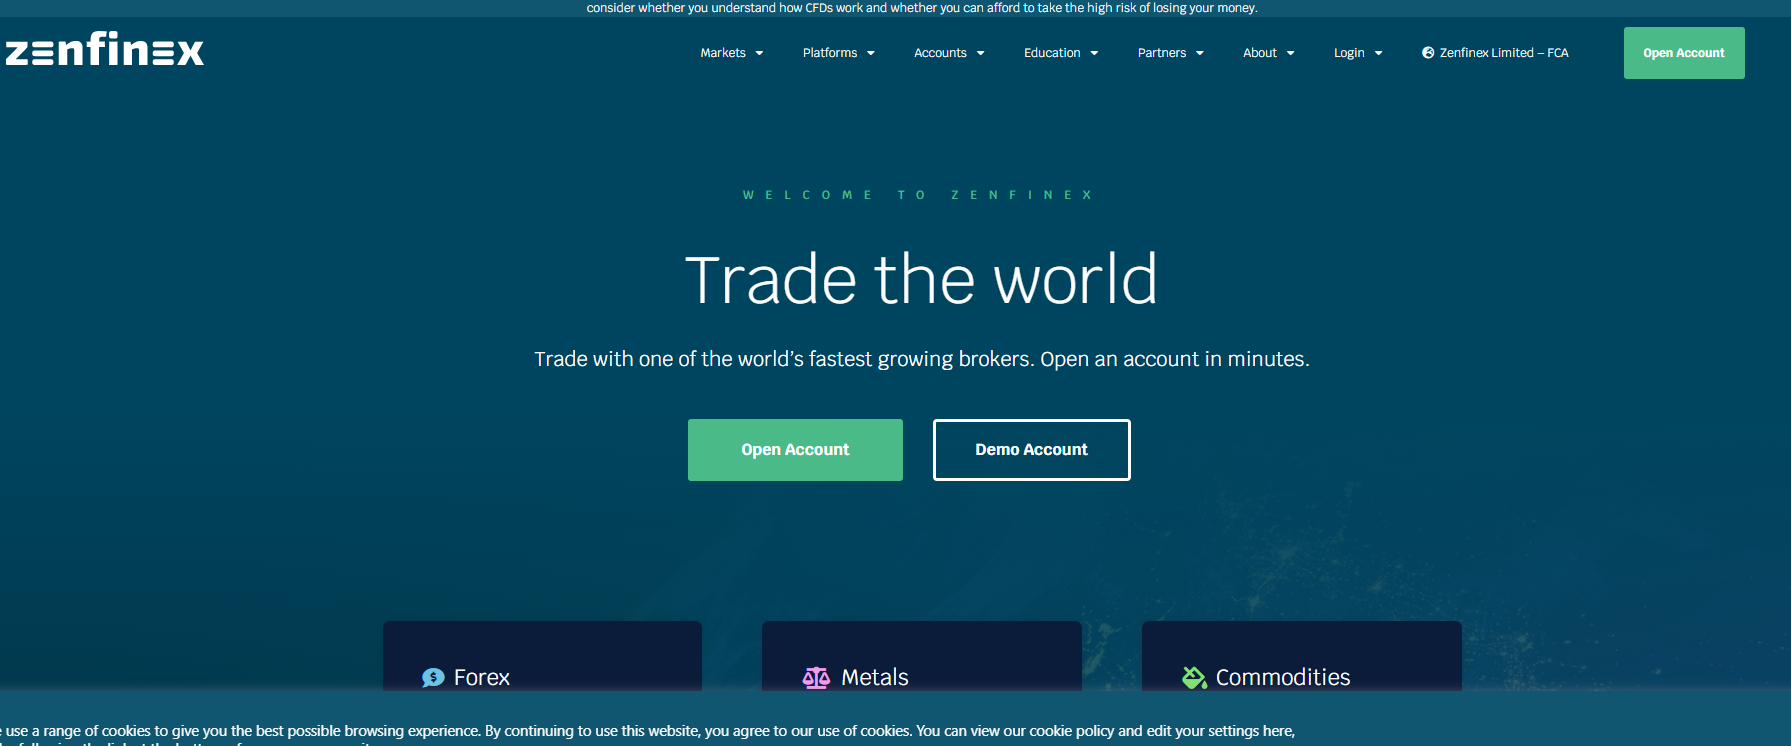 consider whether you understand how CFDs work and whether you can afford to take the high risk of losing your money.
zenfinex
Markets Platforms Accounts Education Partners About Login Zenfinex Limited – FCA Open Account
WELCOME TO ZENFINEX
Trade the world
Trade with one of the world's fastest growing brokers. Open an account in minutes.
Open Account Demo Account
Forex Metals Commodities
use a range of cookies to give you the best possible browsing experience. By continuing to use this website, you agree to our use of cookies. You can view our cookie policy and edit your settings here,